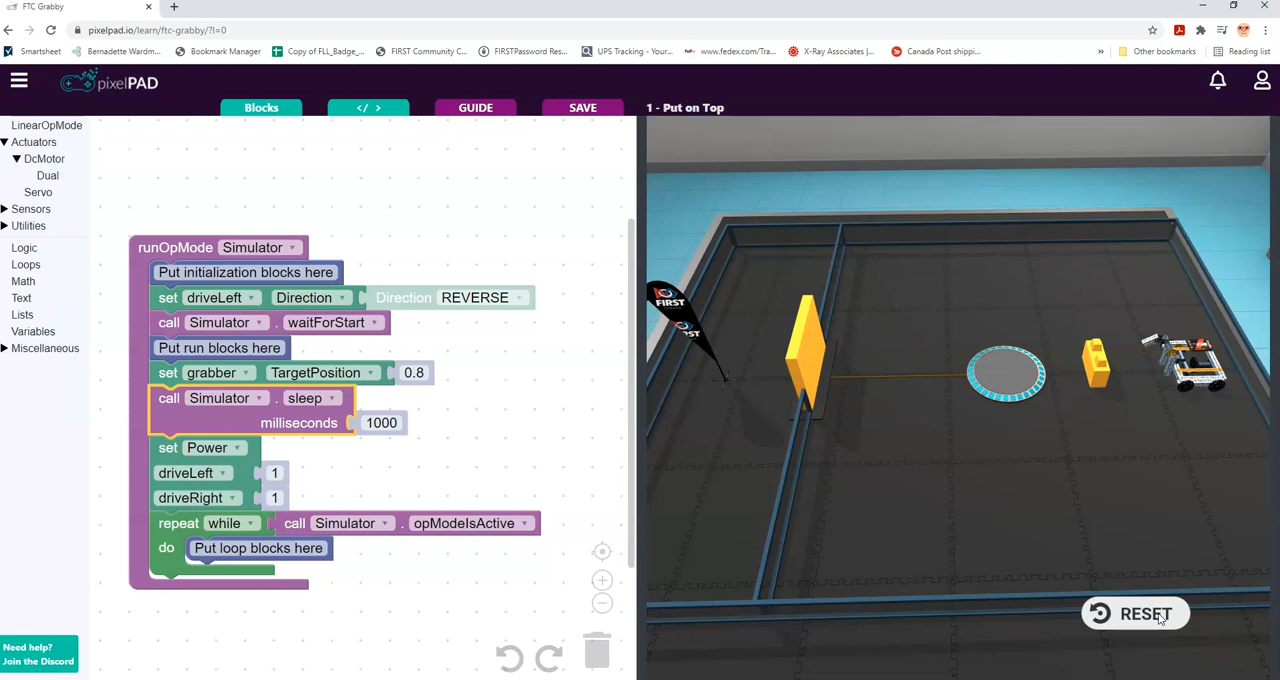 FTC Grabby
pixelpad.io/learn/ftc-grabby/?l=0
Smartsheet
Bernadette Wardm...
Bookmark Manager
Copy of FLL_Badge_...
FIRST Community C...
FIRSTPassword Res...
UPS Tracking - Your...
www.fedex.com/Tra...
X-Ray Associates |...
Canada Post shippi...
»
Other bookmarks
Reading list
pixelPAD
Blocks
</>
GUIDE
SAVE
1 - Put on Top
LinearOpMode
Actuators
DcMotor
Dual
Servo
Sensors
Utilities
Logic
Loops
Math
Text
Lists
Variables
Miscellaneous
runOpMode Simulator
Put initialization blocks here
set driveLeft . Direction Direction REVERSE
call Simulator . waitForStart
Put run blocks here
set grabber . TargetPosition 0.8
call Simulator . sleep
milliseconds 1000
set Power
driveLeft 1
driveRight 1
repeat while call Simulator . opModeIsActive
do Put loop blocks here
FIRST
RESET
Need help?
Join the Discord